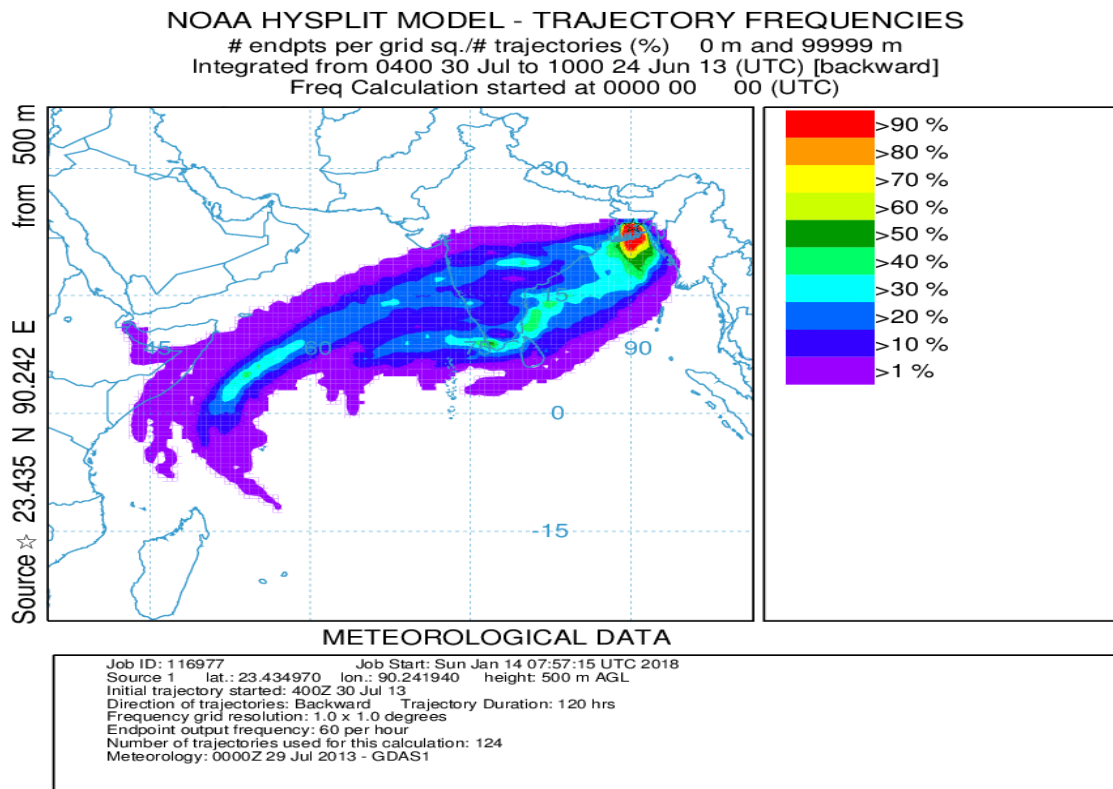 NOAA HYSPLIT MODEL - TRAJECTORY FREQUENCIES
# endpts per grid sq./# trajectories (%) 0 m and 99999 m
Integrated from 0400 30 Jul to 1000 24 Jun 13 (UTC) [backward]
Freq Calculation started at 0000 00 00 (UTC)
Source ☆ 23.435 N 90.242 E from 500 m
30
15
45
60
75
90
0
-15
>90 %
>80 %
>70 %
>60 %
>50 %
>40 %
>30 %
>20 %
>10 %
>1 %
METEOROLOGICAL DATA
Job ID: 116977 Job Start: Sun Jan 14 07:57:15 UTC 2018
Source 1 lat.: 23.434970 lon.: 90.241940 height: 500 m AGL
Initial trajectory started: 400Z 30 Jul 13
Direction of trajectories: Backward Trajectory Duration: 120 hrs
Frequency grid resolution: 1.0 x 1.0 degrees
Endpoint output frequency: 60 per hour
Number of trajectories used for this calculation: 124
Meteorology: 0000Z 29 Jul 2013 - GDAS1